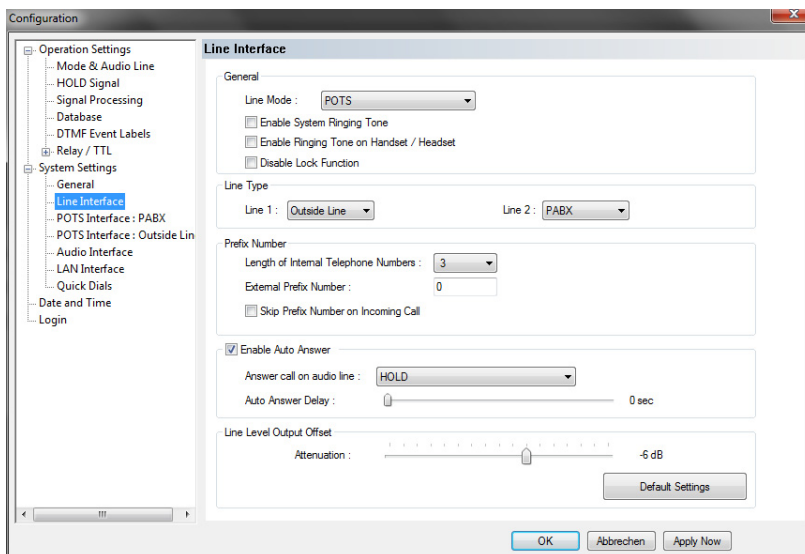 Configuration
Operation Settings
Mode & Audio Line
HOLD Signal
Signal Processing
Database
DTMF Event Labels
Relay / TTL
System Settings
General
Line Interface
POTS Interface : PABX
POTS Interface : Outside Lin
Audio Interface
LAN Interface
Quick Dials
Date and Time
Login
Line Interface
General
Line Mode : POTS
Enable System Ringing Tone
Enable Ringing Tone on Handset / Headset
Disable Lock Function
Line Type
Line 1 : Outside Line Line 2 : PABX
Prefix Number
Length of Internal Telephone Numbers : 3
External Prefix Number : 0
Skip Prefix Number on Incoming Call
Enable Auto Answer
Answer call on audio line : HOLD
Auto Answer Delay : 0 sec
Line Level Output Offset
Attenuation : -6 dB
Default Settings
OK Abbrechen Apply Now